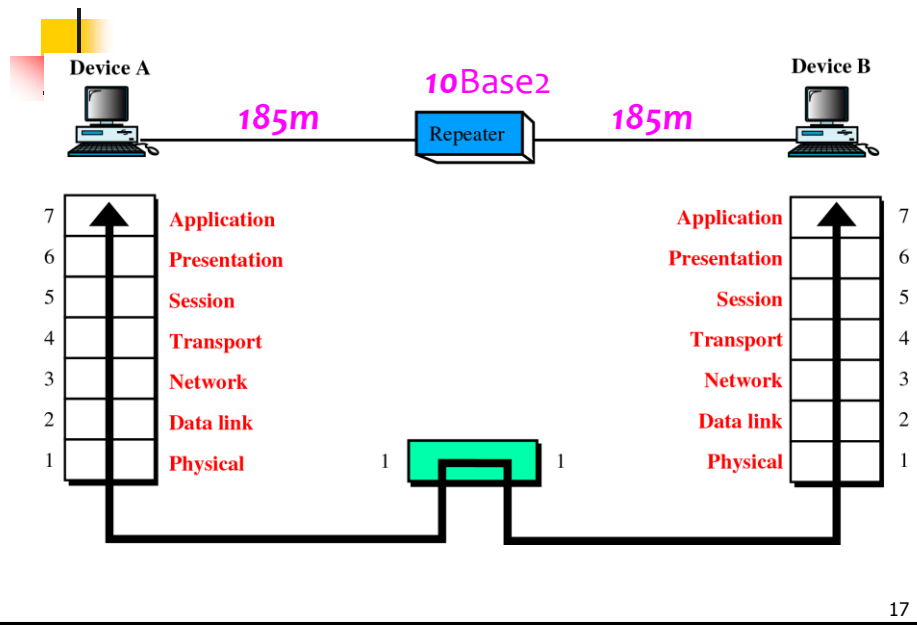 Device A
10Base2
Device B
185m
Repeater
185m
7 Application Application 7
6 Presentation Presentation 6
5 Session Session 5
4 Transport Transport 4
3 Network Network 3
2 Data link Data link 2
1 Physical 1 1 Physical 1
17